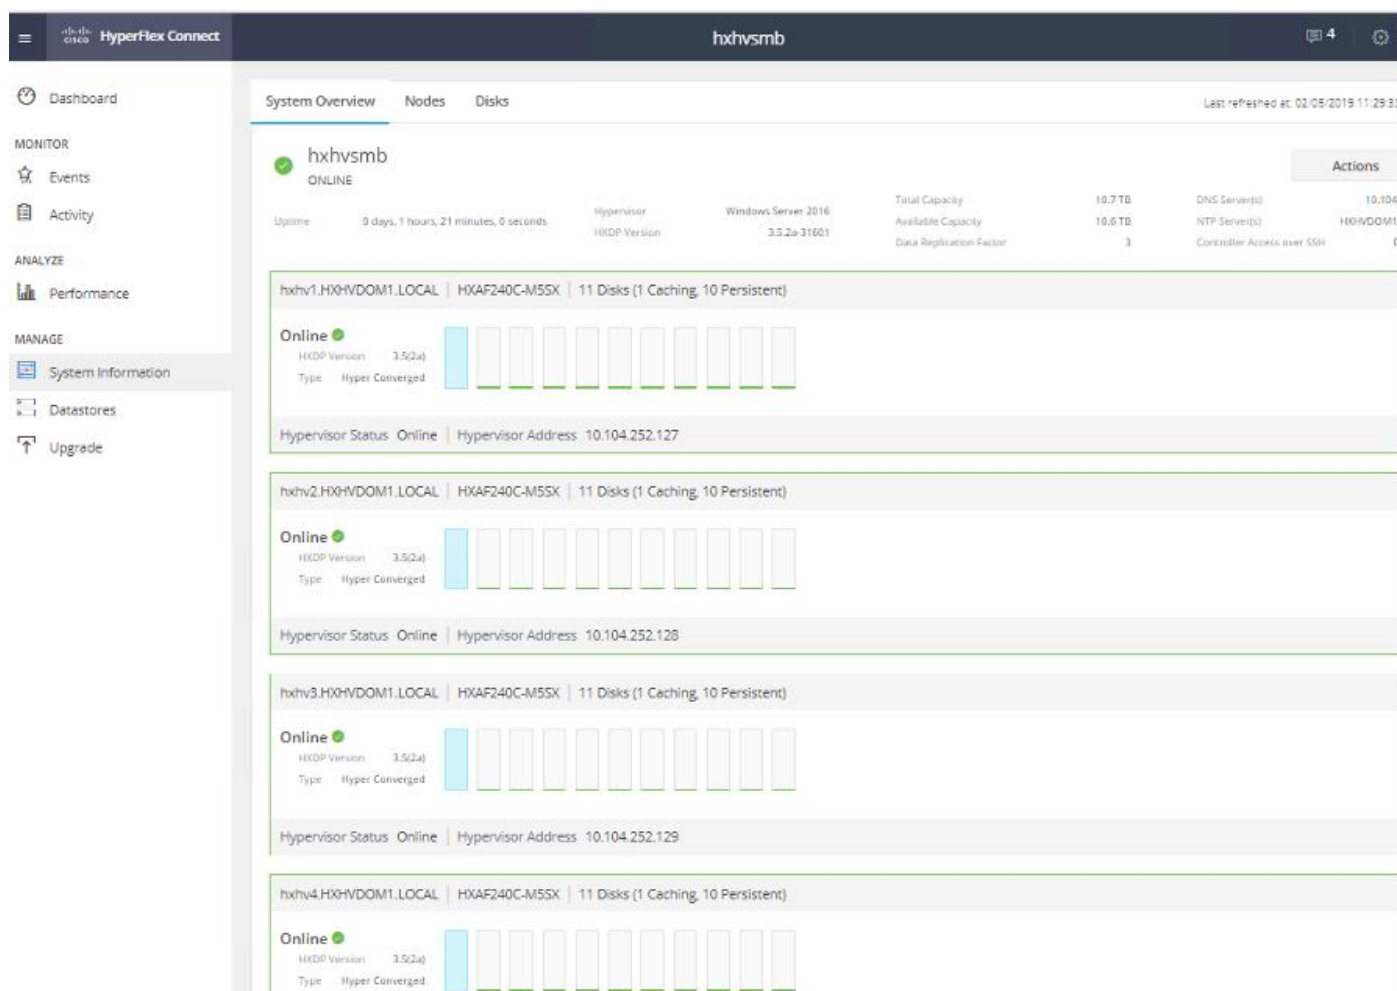 cisco HyperFlex Connect
hxhvsmb
4
Dashboard
MONITOR
Events
Activity
ANALYZE
Performance
MANAGE
System Information
Datastores
Upgrade
System Overview Nodes Disks
Last refreshed at: 02/05/2019 11:29:33
hxhvsmb
ONLINE
Actions
Uptime 0 days, 1 hours, 21 minutes, 0 seconds
Hypervisor Windows Server 2016
HXDP Version 3.5.2a-31601
Total Capacity 10.7 TB
Available Capacity 10.6 TB
Data Replication Factor 3
DNS Server(s) 10.104
NTP Server(s) HXHVDOM1
Controller Access over SSH
hxhv1.HXHVDOM1.LOCAL | HXAF240C-M5SX | 11 Disks (1 Caching, 10 Persistent)
Online
HXDP Version 3.5(2a)
Type Hyper Converged
Hypervisor Status Online | Hypervisor Address 10.104.252.127
hxhv2.HXHVDOM1.LOCAL | HXAF240C-M5SX | 11 Disks (1 Caching, 10 Persistent)
Online
HXDP Version 3.5(2a)
Type Hyper Converged
Hypervisor Status Online | Hypervisor Address 10.104.252.128
hxhv3.HXHVDOM1.LOCAL | HXAF240C-M5SX | 11 Disks (1 Caching, 10 Persistent)
Online
HXDP Version 3.5(2a)
Type Hyper Converged
Hypervisor Status Online | Hypervisor Address 10.104.252.129
hxhv4.HXHVDOM1.LOCAL | HXAF240C-M5SX | 11 Disks (1 Caching, 10 Persistent)
Online
HXDP Version 3.5(2a)
Type Hyper Converged